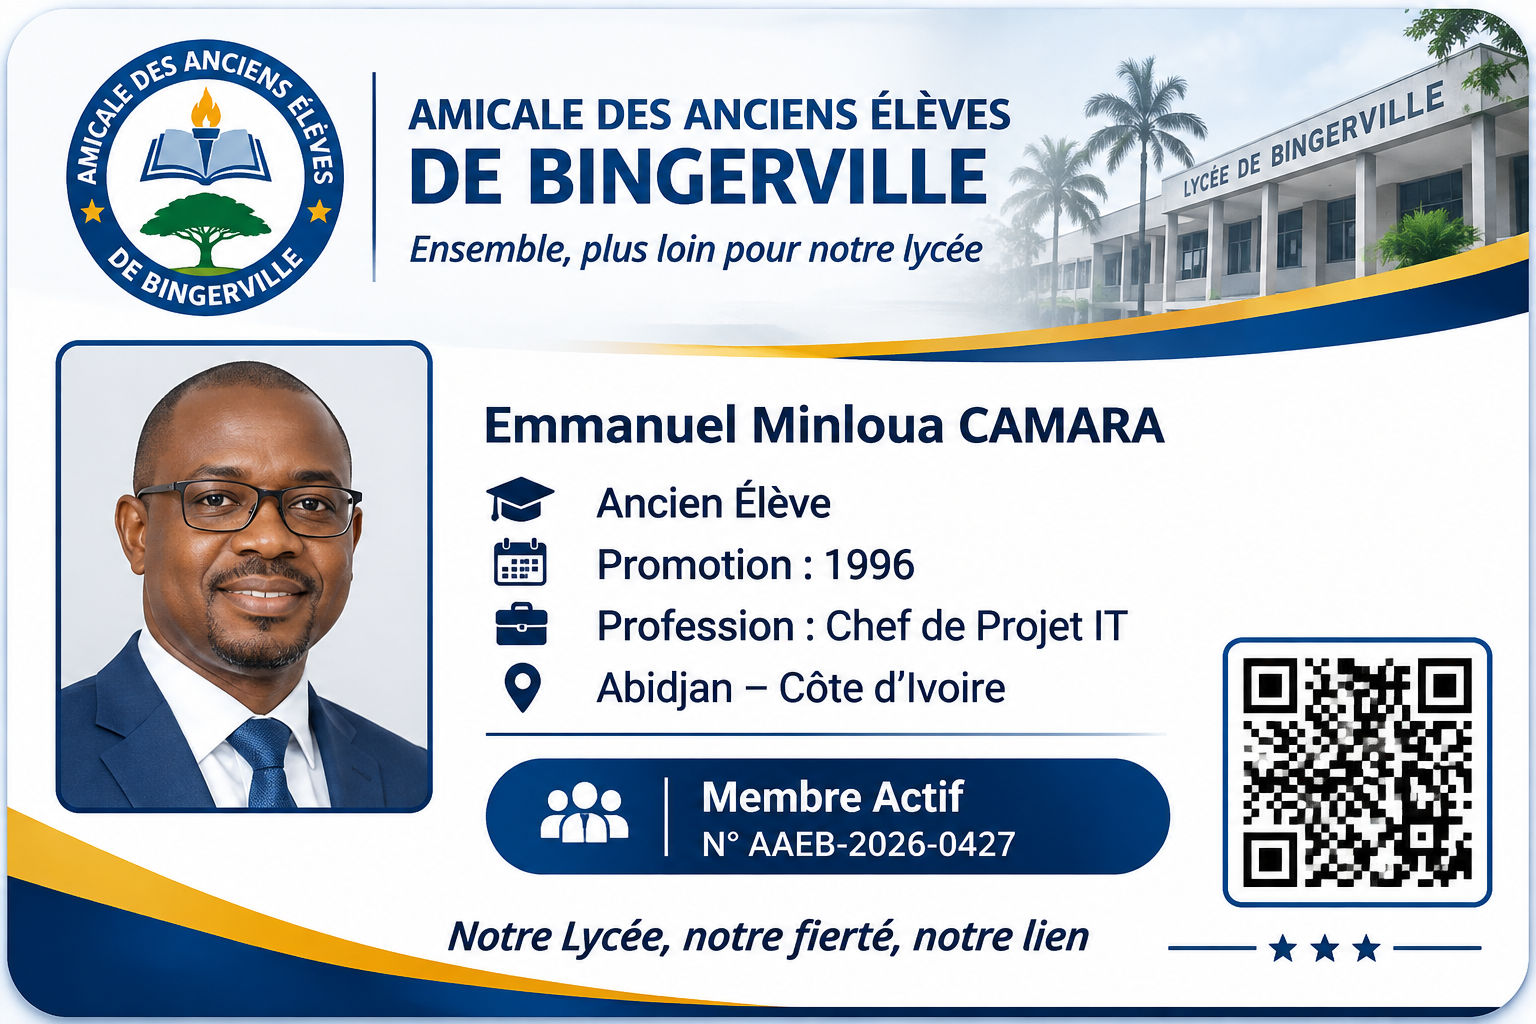 AMICALE DES ANCIENS ÉLÈVES
DE BINGERVILLE
AMICALE DES ANCIENS ÉLÈVES
DE BINGERVILLE
Ensemble, plus loin pour notre lycée
LYCÉE DE BINGERVILLE
Emmanuel Minloua CAMARA
Ancien Élève
Promotion : 1996
Profession : Chef de Projet IT
Abidjan – Côte d’Ivoire
Membre Actif
N° AAEB-2026-0427
Notre Lycée, notre fierté, notre lien